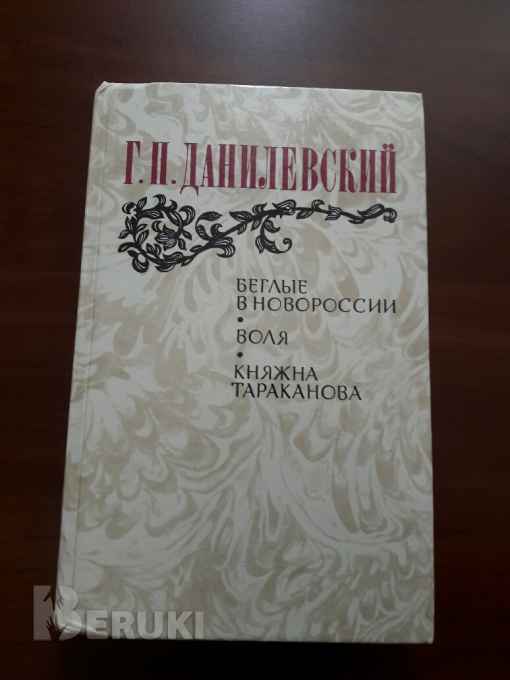 Г. П. ДАНИЛЕВСКИЙ
БЕГЛЫЕ
В НОВОРОССИИ
•
ВОЛЯ
•
КНЯЖНА
ТАРАКАНОВА
BERUKI